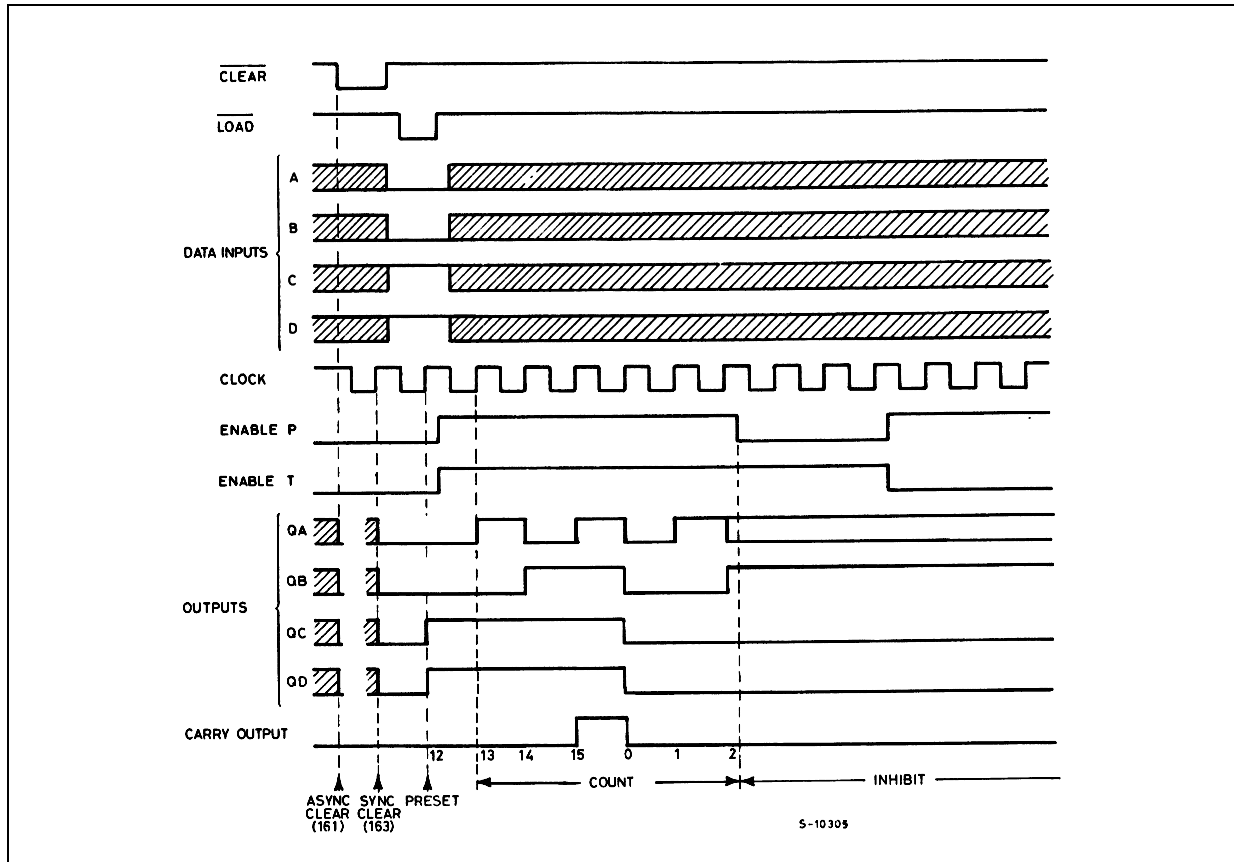 CLEAR
LOAD
A
B
DATA INPUTS
C
D
CLOCK
ENABLE P
ENABLE T
QA
QB
OUTPUTS
QC
QD
CARRY OUTPUT
12 13 14 15 0 1 2
COUNT INHIBIT
ASYNC CLEAR (161)
SYNC CLEAR (163)
PRESET
S-10305